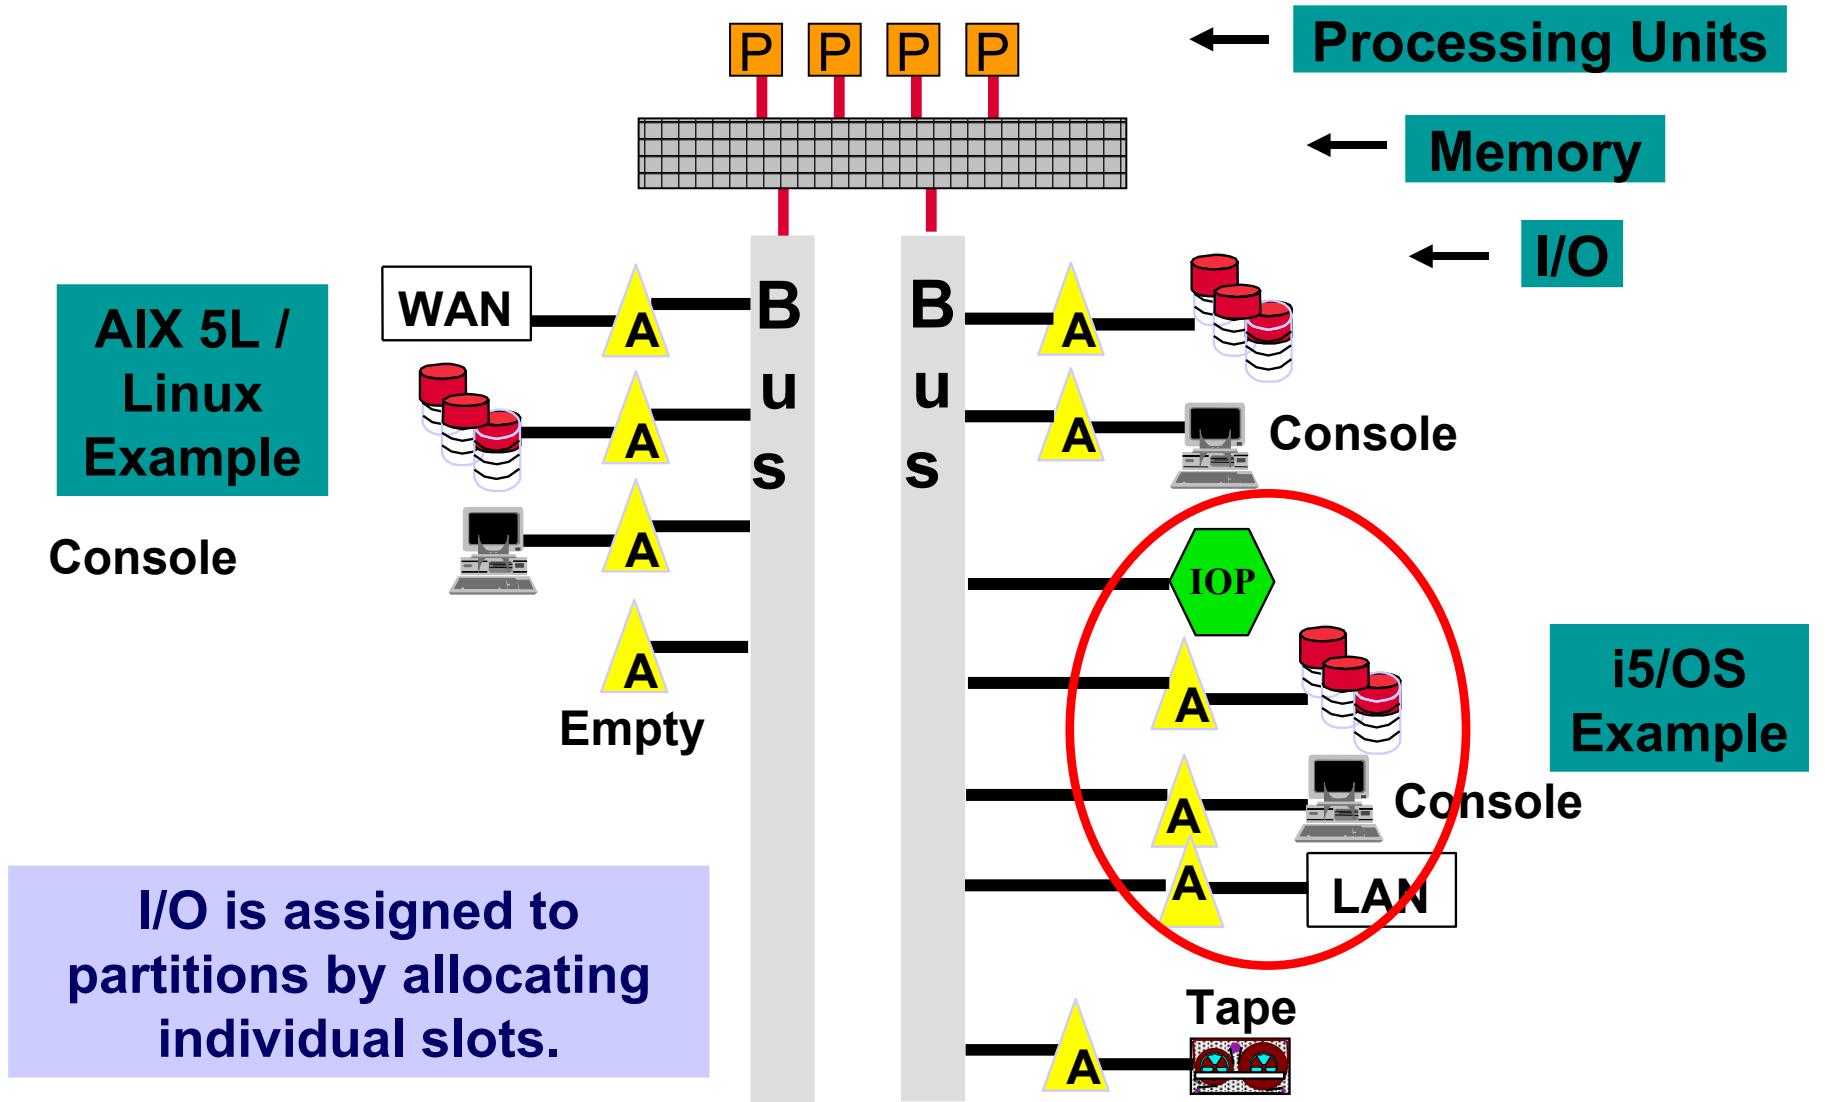 P P P P
Processing Units
Memory
I/O
AIX 5L /
Linux
Example
WAN
A
A
Console
A
A
Empty
B
u
s
B
u
s
A
A
Console
IOP
A
A
Console
A
LAN
i5/OS
Example
Tape
A
I/O is assigned to
partitions by allocating
individual slots.